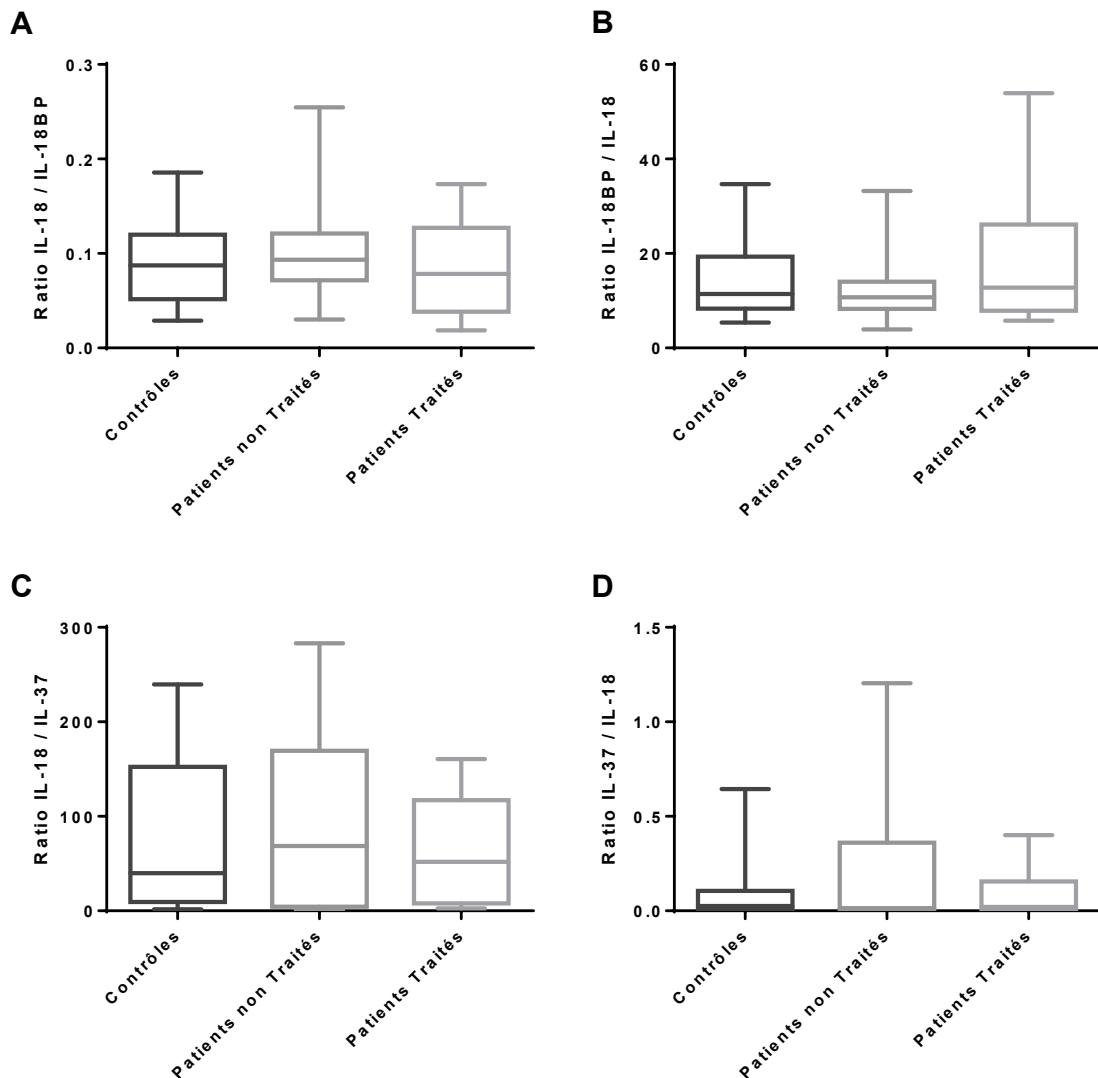 A
Ratio IL-18 / IL-18BP
0.3
0.2
0.1
0.0
Contrôles
Patients non Traités
Patients Traités
B
Ratio IL-18BP / IL-18
60
40
20
0
Contrôles
Patients non Traités
Patients Traités
C
Ratio IL-18 / IL-37
300
200
100
0
Contrôles
Patients non Traités
Patients Traités
D
Ratio IL-37 / IL-18
1.5
1.0
0.5
0.0
Contrôles
Patients non Traités
Patients Traités